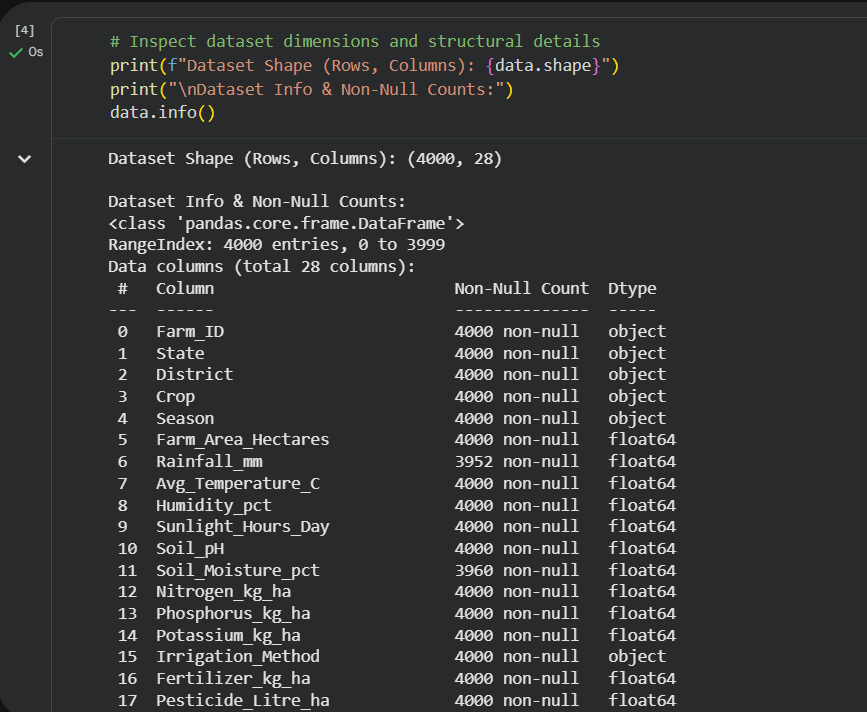 [4]
0s
# Inspect dataset dimensions and structural details
print(f"Dataset Shape (Rows, Columns): {data.shape}")
print("\nDataset Info & Non-Null Counts:")
data.info()
Dataset Shape (Rows, Columns): (4000, 28)
Dataset Info & Non-Null Counts:
<class 'pandas.core.frame.DataFrame'>
RangeIndex: 4000 entries, 0 to 3999
Data columns (total 28 columns):
 #   Column                         Non-Null Count  Dtype
---  ------                         --------------  -----
 0   Farm_ID                        4000 non-null   object
 1   State                          4000 non-null   object
 2   District                       4000 non-null   object
 3   Crop                           4000 non-null   object
 4   Season                         4000 non-null   object
 5   Farm_Area_Hectares             4000 non-null   float64
 6   Rainfall_mm                    3952 non-null   float64
 7   Avg_Temperature_C              4000 non-null   float64
 8   Humidity_pct                   4000 non-null   float64
 9   Sunlight_Hours_Day             4000 non-null   float64
 10  Soil_pH                        4000 non-null   float64
 11  Soil_Moisture_pct              3960 non-null   float64
 12  Nitrogen_kg_ha                 4000 non-null   float64
 13  Phosphorus_kg_ha               4000 non-null   float64
 14  Potassium_kg_ha                4000 non-null   float64
 15  Irrigation_Method              4000 non-null   object
 16  Fertilizer_kg_ha               4000 non-null   float64
 17  Pesticide_Litre_ha             4000 non-null   float64